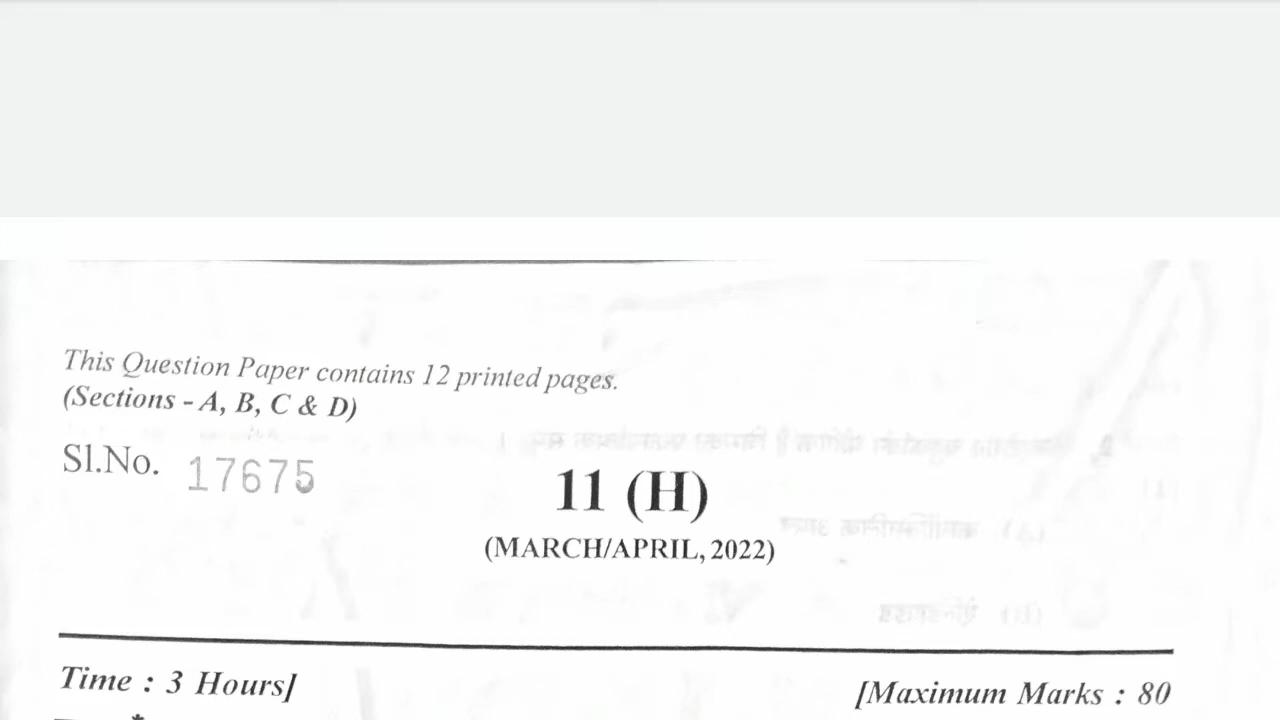 This Question Paper contains 12 printed pages.
(Sections - A, B, C & D)
Sl.No. 17675
11 (H)
(MARCH/APRIL, 2022)
Time : 3 Hours]
[Maximum Marks : 80